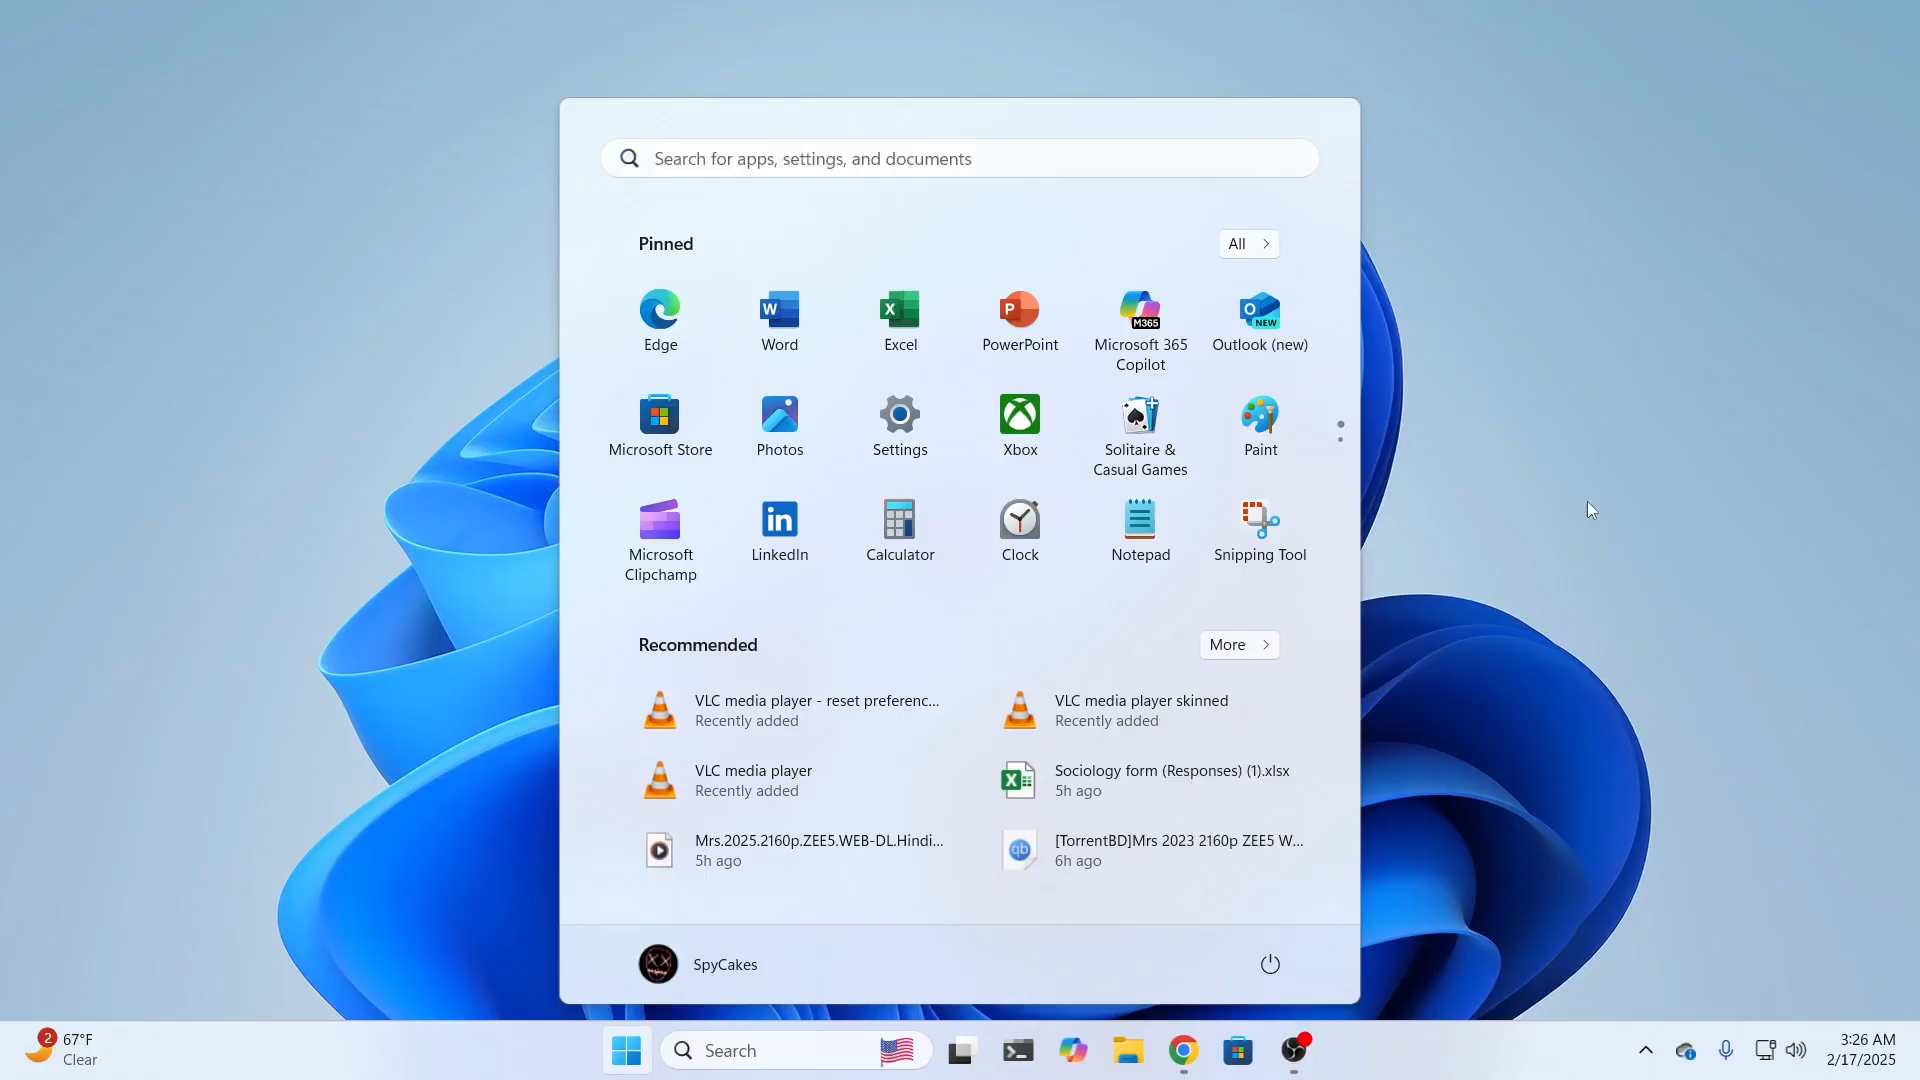 Search for apps, settings, and documents
Pinned
All
Edge
Word
Excel
PowerPoint
Microsoft 365
Copilot
Outlook (new)
Microsoft Store
Photos
Settings
Xbox
Solitaire &
Casual Games
Paint
Microsoft
Clipchamp
LinkedIn
Calculator
Clock
Notepad
Snipping Tool
Recommended
More
VLC media player - reset preferenc...
Recently added
VLC media player skinned
Recently added
VLC media player
Recently added
Sociology form (Responses) (1).xlsx
5h ago
Mrs.2025.2160p.ZEE5.WEB-DL.Hindi...
5h ago
[TorrentBD]Mrs 2023 2160p ZEE5 W...
6h ago
SpyCakes
2
67°F
Clear
Search
3:26 AM
2/17/2025